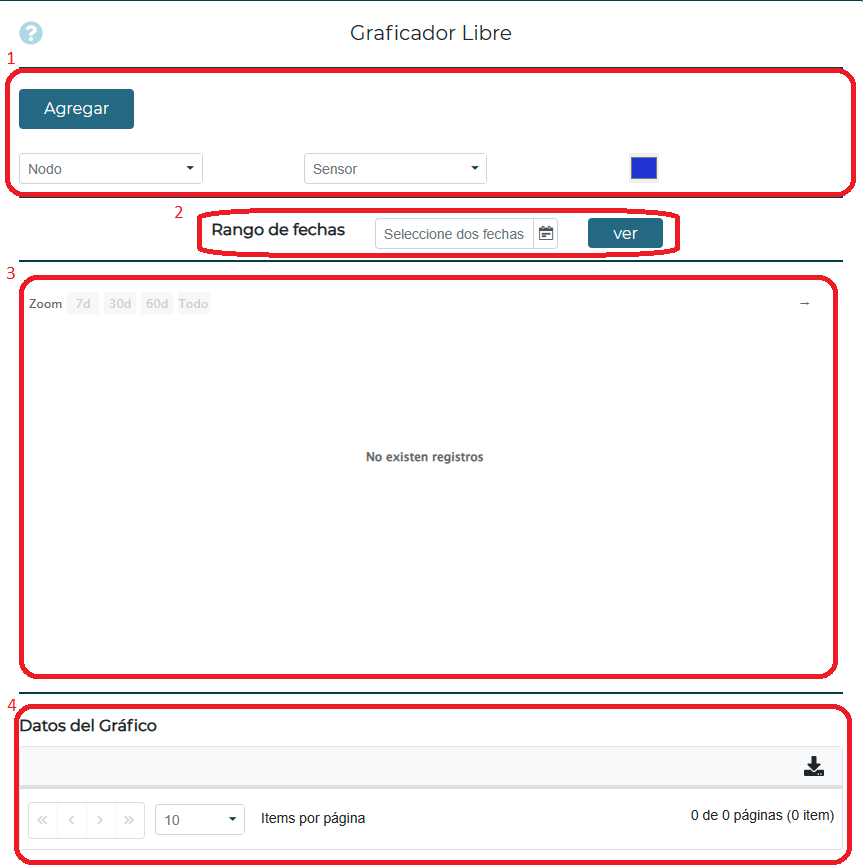 ? Graficador Libre
1
Agregar
Nodo Sensor
2
Rango de fechas Seleccione dos fechas ver
3
Zoom 7d 30d 60d Todo →
No existen registros
4
Datos del Gráfico
« ‹ › » 10 Items por página 0 de 0 páginas (0 item)